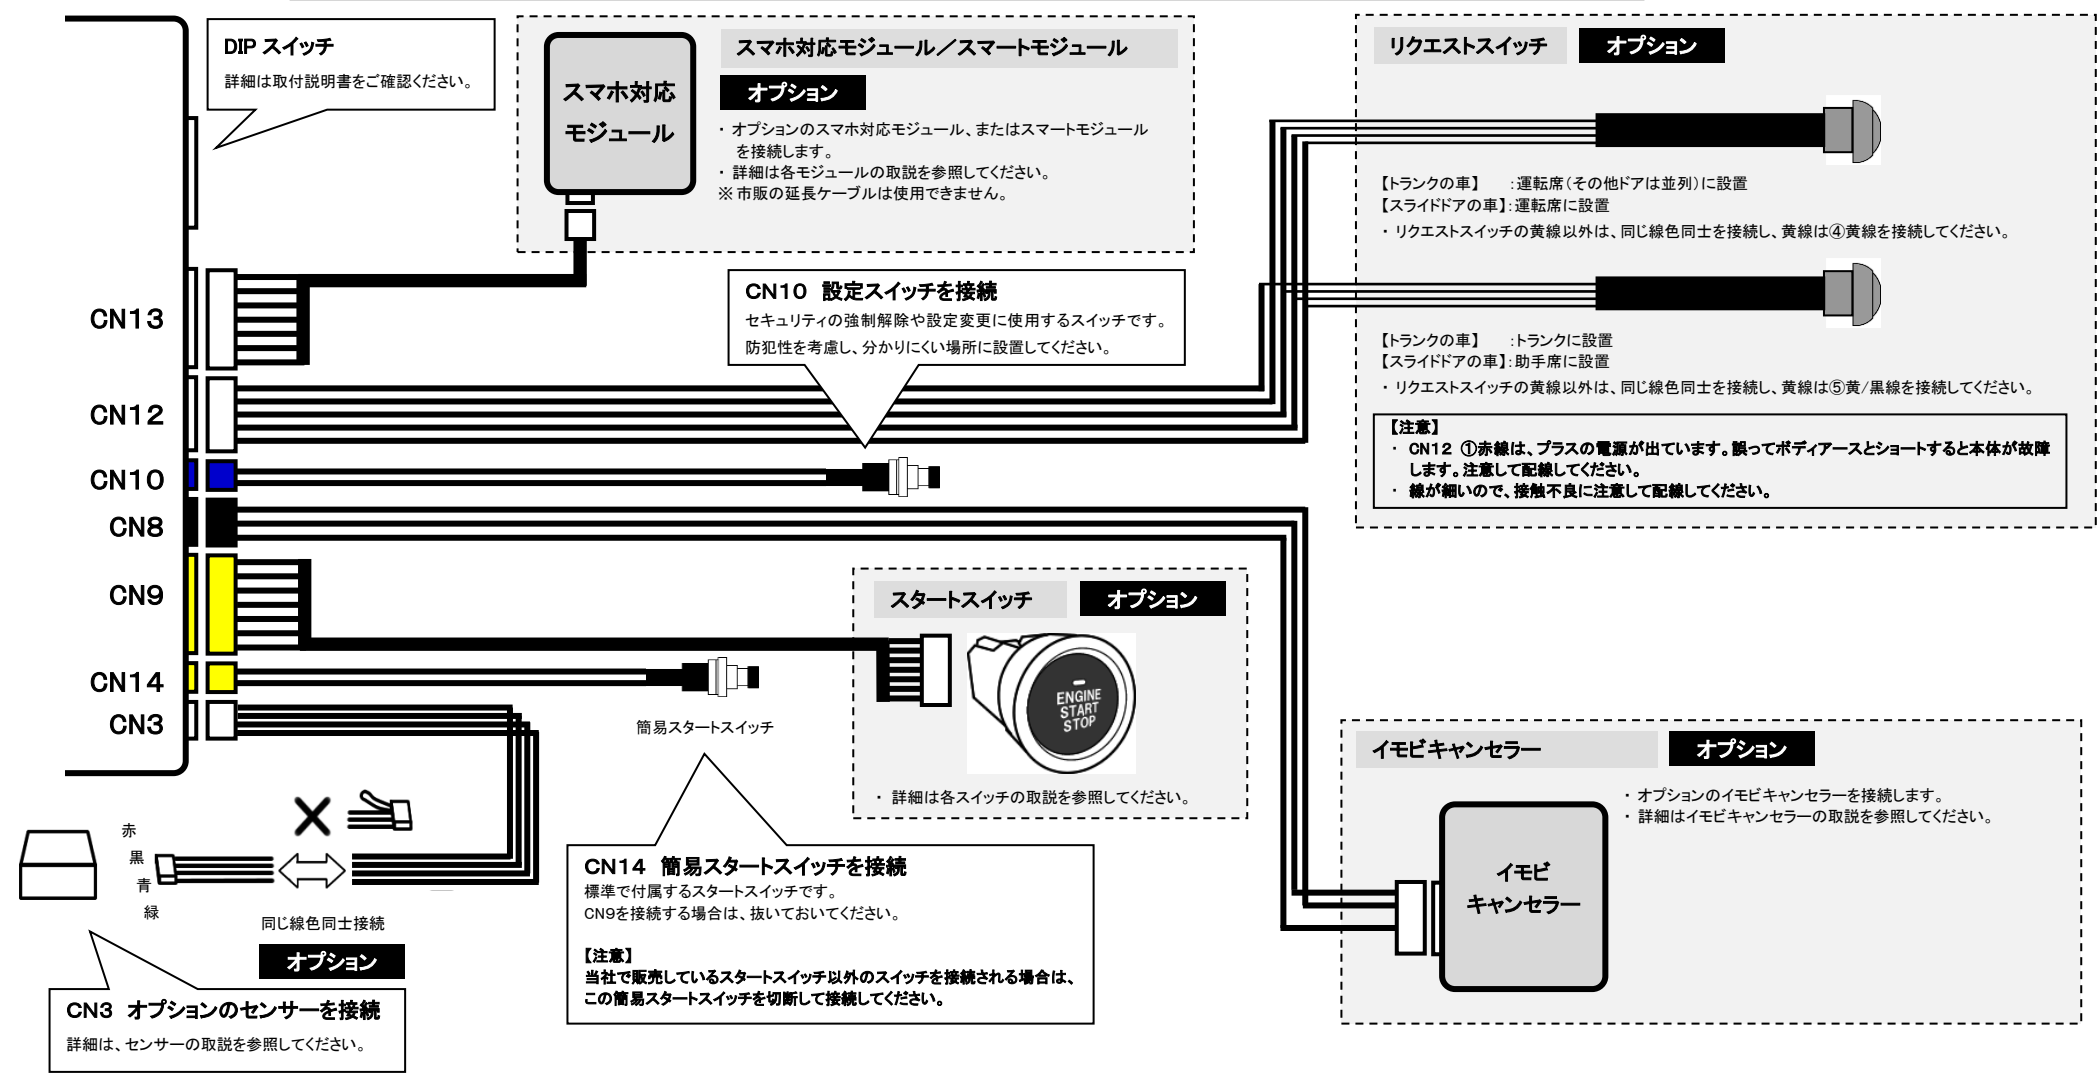 DIP スイッチ
詳細は取付説明書をご確認ください。
スマホ対応
モジュール
スマホ対応モジュール／スマートモジュール
オプション
・オプションのスマホ対応モジュール、またはスマートモジュール
を接続します。
・詳細は各モジュールの取説を参照してください。
※市販の延長ケーブルは使用できません。
リクエストスイッチ
オプション
【トランクの車】　：運転席（その他ドアは並列）に設置
【スライドドアの車】：運転席に設置
・リクエストスイッチの黄線以外は、同じ線色同士を接続し、黄線は④黄線を接続してください。
【トランクの車】　：トランクに設置
【スライドドアの車】：助手席に設置
・リクエストスイッチの黄線以外は、同じ線色同士を接続し、黄線は⑤黄/黒線を接続してください。
【注意】
・ CN12 ①赤線は、プラスの電源が出ています。誤ってボディアースとショートすると本体が故障
します。注意して配線してください。
・ 線が細いので、接触不良に注意して配線してください。
CN10　設定スイッチを接続
セキュリティの強制解除や設定変更に使用するスイッチです。
防犯性を考慮し、分かりにくい場所に設置してください。
CN13
CN12
CN10
CN8
CN9
CN14
CN3
スタートスイッチ
オプション
ENGINE
START
STOP
・詳細は各スイッチの取説を参照してください。
簡易スタートスイッチ
CN14　簡易スタートスイッチを接続
標準で付属するスタートスイッチです。
CN9を接続する場合は、抜いておいてください。
【注意】
当社で販売しているスタートスイッチ以外のスイッチを接続される場合は、
この簡易スタートスイッチを切断して接続してください。
イモビキャンセラー
オプション
・オプションのイモビキャンセラーを接続します。
・詳細はイモビキャンセラーの取説を参照してください。
イモビ
キャンセラー
赤
黒
青
緑
同じ線色同士接続
オプション
CN3　オプションのセンサーを接続
詳細は、センサーの取説を参照してください。